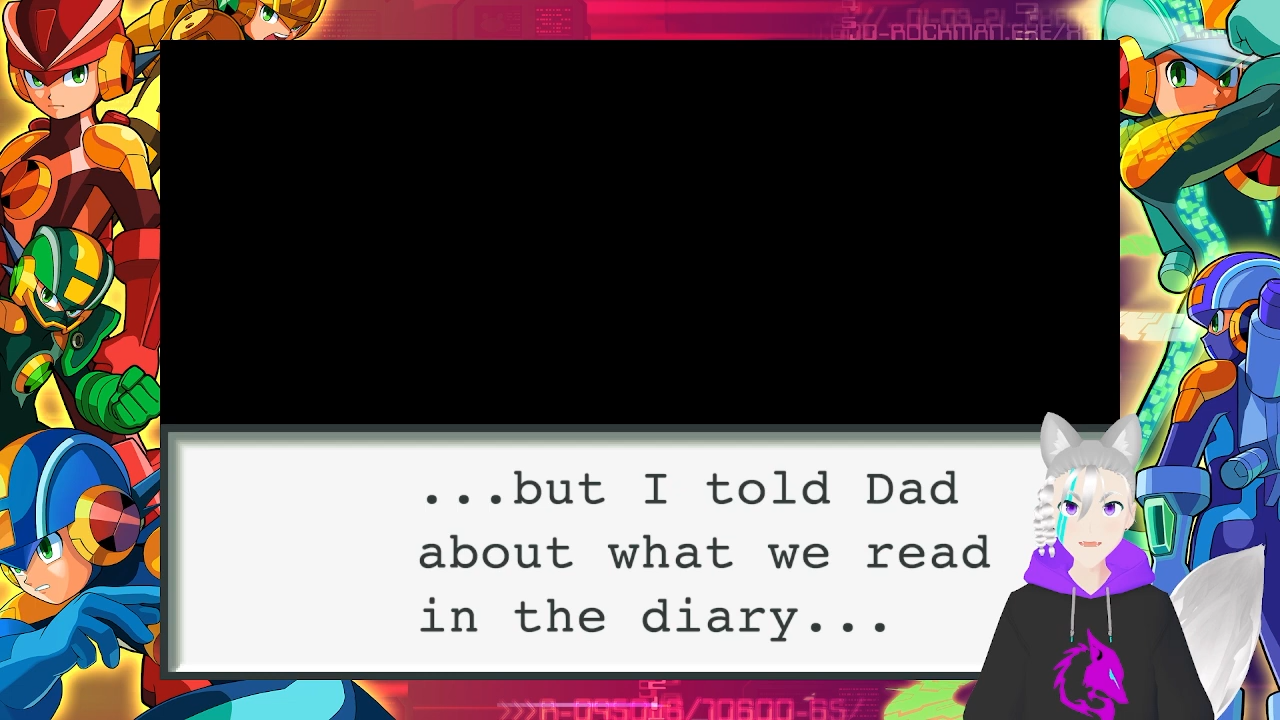 ...but I told Dad
about what we read
in the diary...